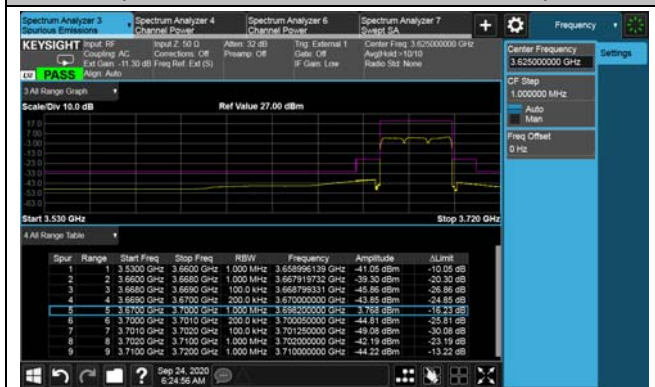 Spectrum Analyzer 3
Spurious Emissions
Spectrum Analyzer 4
Channel Power
Spectrum Analyzer 6
Channel Power
Spectrum Analyzer 7
Swept SA
+
Frequency
KEYSIGHT Input: RF
Coupling: AC
Ext Gain: -11.30 dB
Align: Auto
LXI PASS
Input Z: 50 Ω
Corrections: Off
Freq Ref: Ext (S)
Atten: 32 dB
Preamp: Off
Trig: External 1
Gate: Off
IF Gain: Low
Center Freq: 3.625000000 GHz
Avg|Hold:>10/10
Radio Std: None
Center Frequency
3.625000000 GHz
Settings
CF Step
1.000000 MHz
Auto
Man
Freq Offset
0 Hz
3 All Range Graph
Scale/Div 10.0 dB
Ref Value 27.00 dBm
17.0
7.00
-3.00
-13.0
-23.0
-33.0
-43.0
-53.0
-63.0
Start 3.530 GHz
Stop 3.720 GHz
4 All Range Table
Spur Range Start Freq Stop Freq RBW Frequency Amplitude ΔLimit
1 1 3.5300 GHz 3.6600 GHz 1.000 MHz 3.658996139 GHz -41.05 dBm -10.05 dB
2 2 3.6600 GHz 3.6680 GHz 1.000 MHz 3.667919732 GHz -39.30 dBm -20.30 dB
3 3 3.6680 GHz 3.6690 GHz 100.0 kHz 3.668799331 GHz -45.86 dBm -26.86 dB
4 4 3.6690 GHz 3.6700 GHz 200.0 kHz 3.670000000 GHz -43.85 dBm -24.85 dB
5 5 3.6700 GHz 3.7000 GHz 1.000 MHz 3.698200000 GHz 3.768 dBm -16.23 dB
6 6 3.7000 GHz 3.7010 GHz 200.0 kHz 3.700050000 GHz -44.81 dBm -25.81 dB
7 7 3.7010 GHz 3.7020 GHz 100.0 kHz 3.701250000 GHz -49.08 dBm -30.08 dB
8 8 3.7020 GHz 3.7100 GHz 1.000 MHz 3.702000000 GHz -42.19 dBm -23.19 dB
9 9 3.7100 GHz 3.7200 GHz 1.000 MHz 3.710000000 GHz -44.22 dBm -13.22 dB
?
Sep 24, 2020
6:24:56 AM